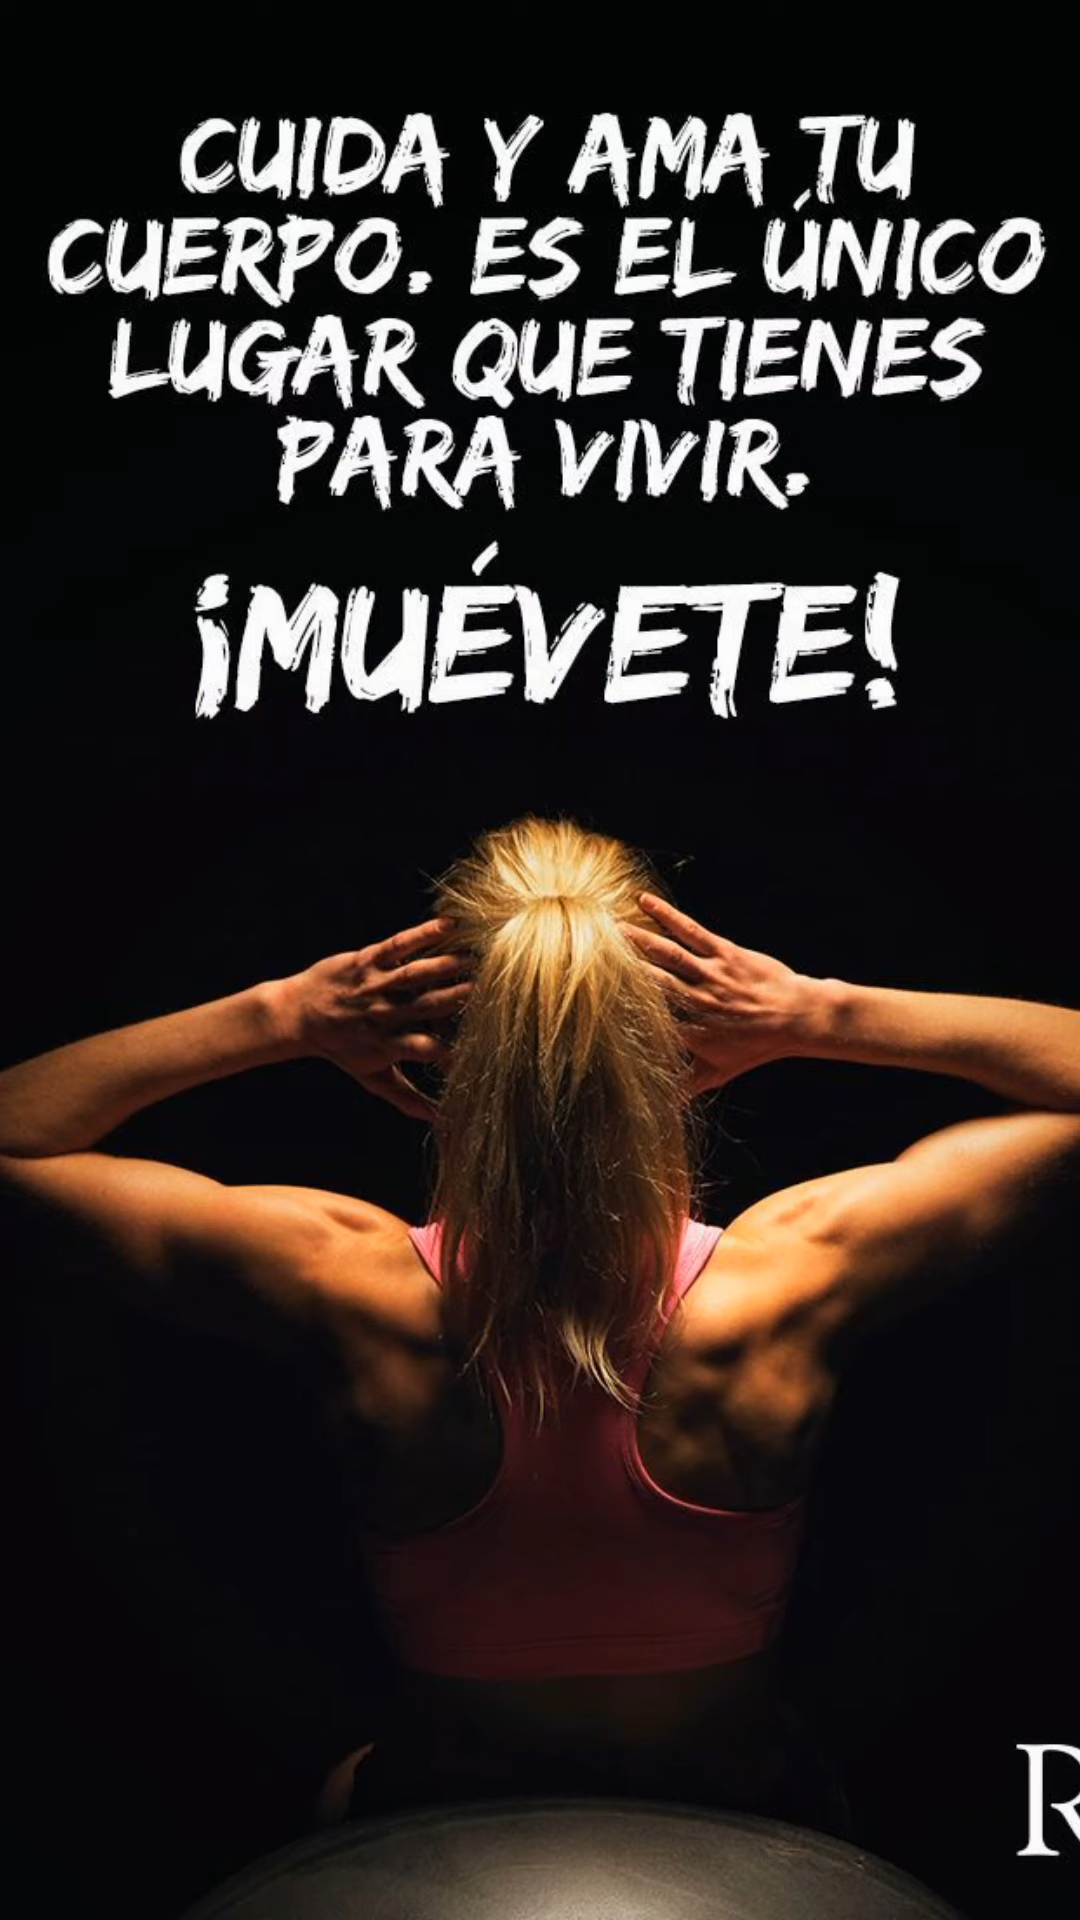 CUIDA Y AMA TU
CUERPO. ES EL ÚNICO
LUGAR QUE TIENES
PARA VIVIR.
¡MUÉVETE!
R